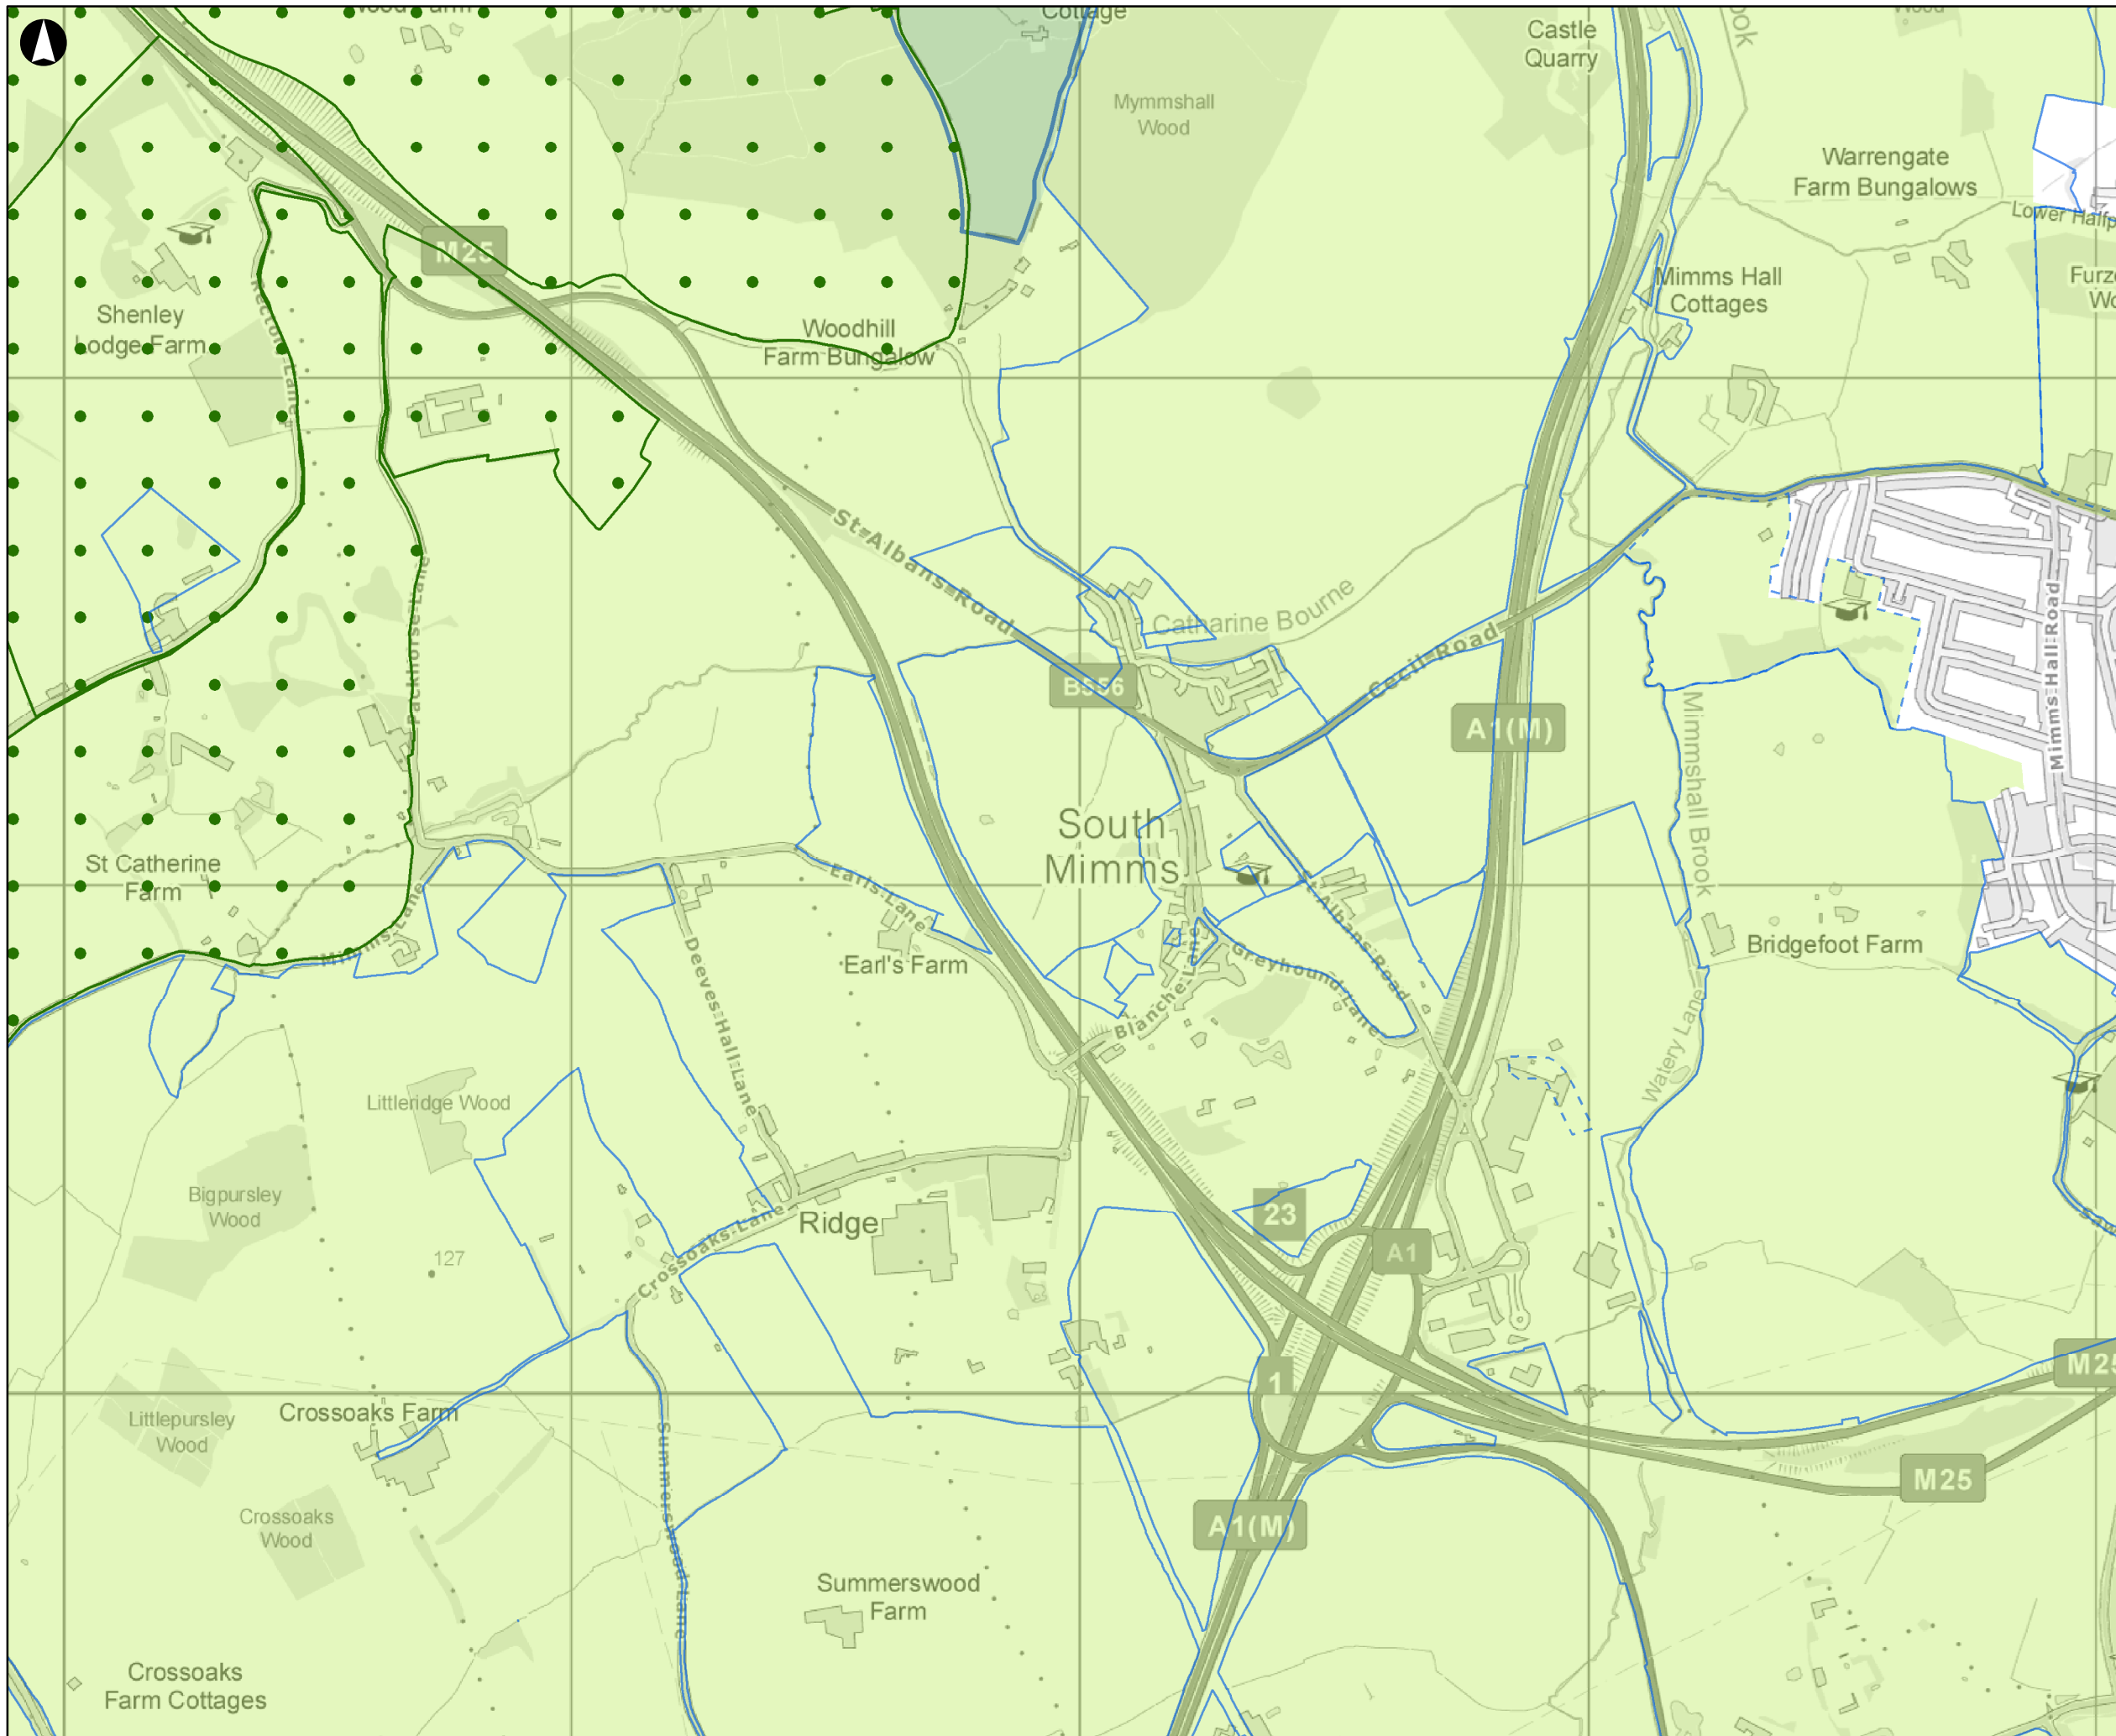 Cottage
Castle
Quarry
Mymmshall
Wood
Warrengate
Farm Bungalows
M25
Mimms Hall
Cottages
Shenley
Lodge Farm
Rectory Lane
Woodhill
Farm Bungalow
St Albans Road
Catharine Bourne
Cecil Road
B556
A1(M)
Packhorse Lane
Mimms Hall Road
Mimmshall Brook
South
Mimms
St Catherine
Farm
Mimms Lane
Earls Lane
Earl's Farm
Deeves Hall Lane
Blanche Lane
Greyhound Lane
St Albans Road
Bridgefoot Farm
Watery Lane
Littleridge Wood
Bigpursley
Wood
127
Ridge
Crossoaks Lane
23
A1
1
M25
Crossoaks Farm
Littlepursley
Wood
M25
Crossoaks
Wood
A1(M)
Summerswood Lane
Summerswood
Farm
Crossoaks
Farm Cottages